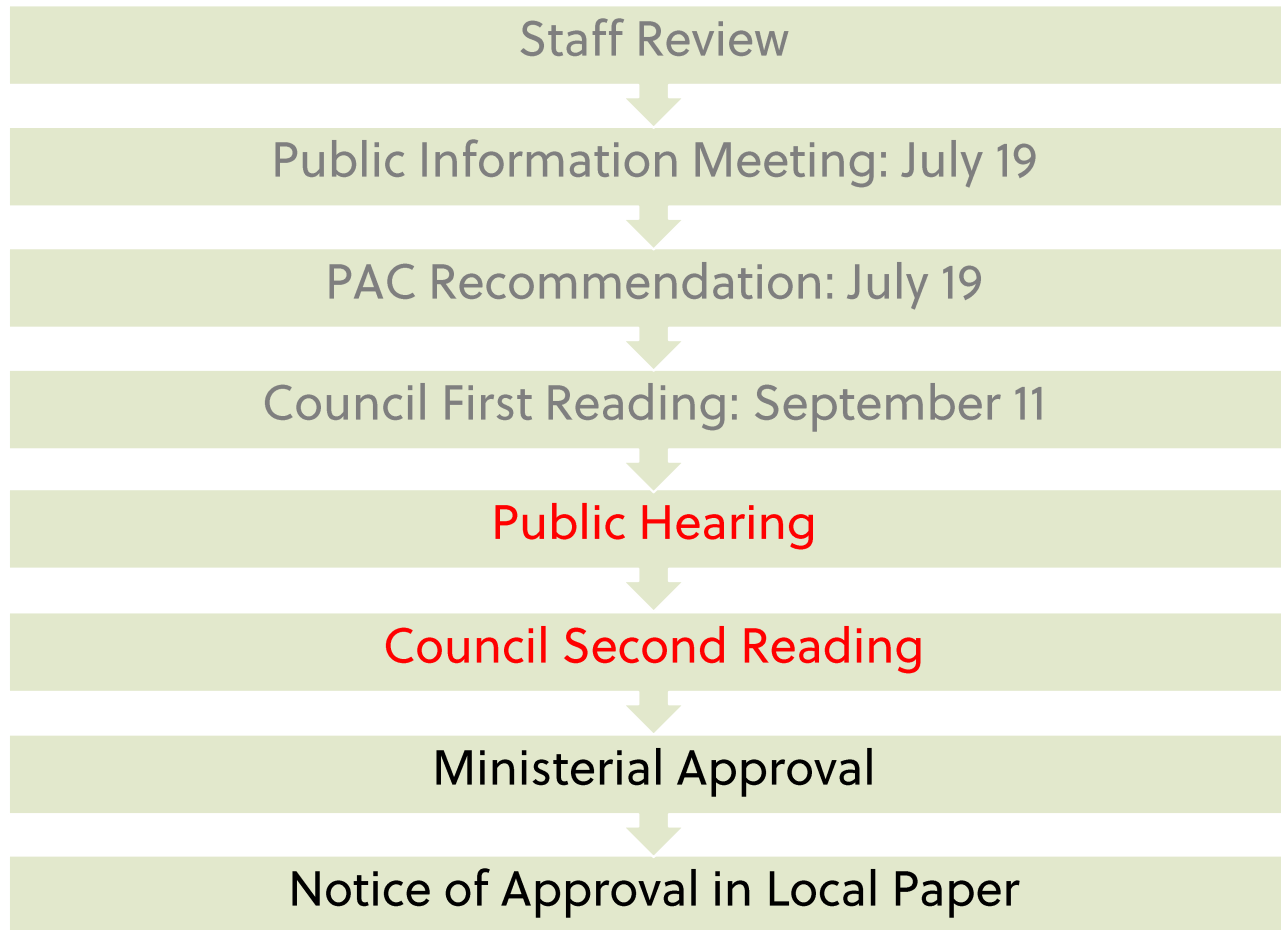 Staff Review
Public Information Meeting: July 19
PAC Recommendation: July 19
Council First Reading: September 11
Public Hearing
Council Second Reading
Ministerial Approval
Notice of Approval in Local Paper